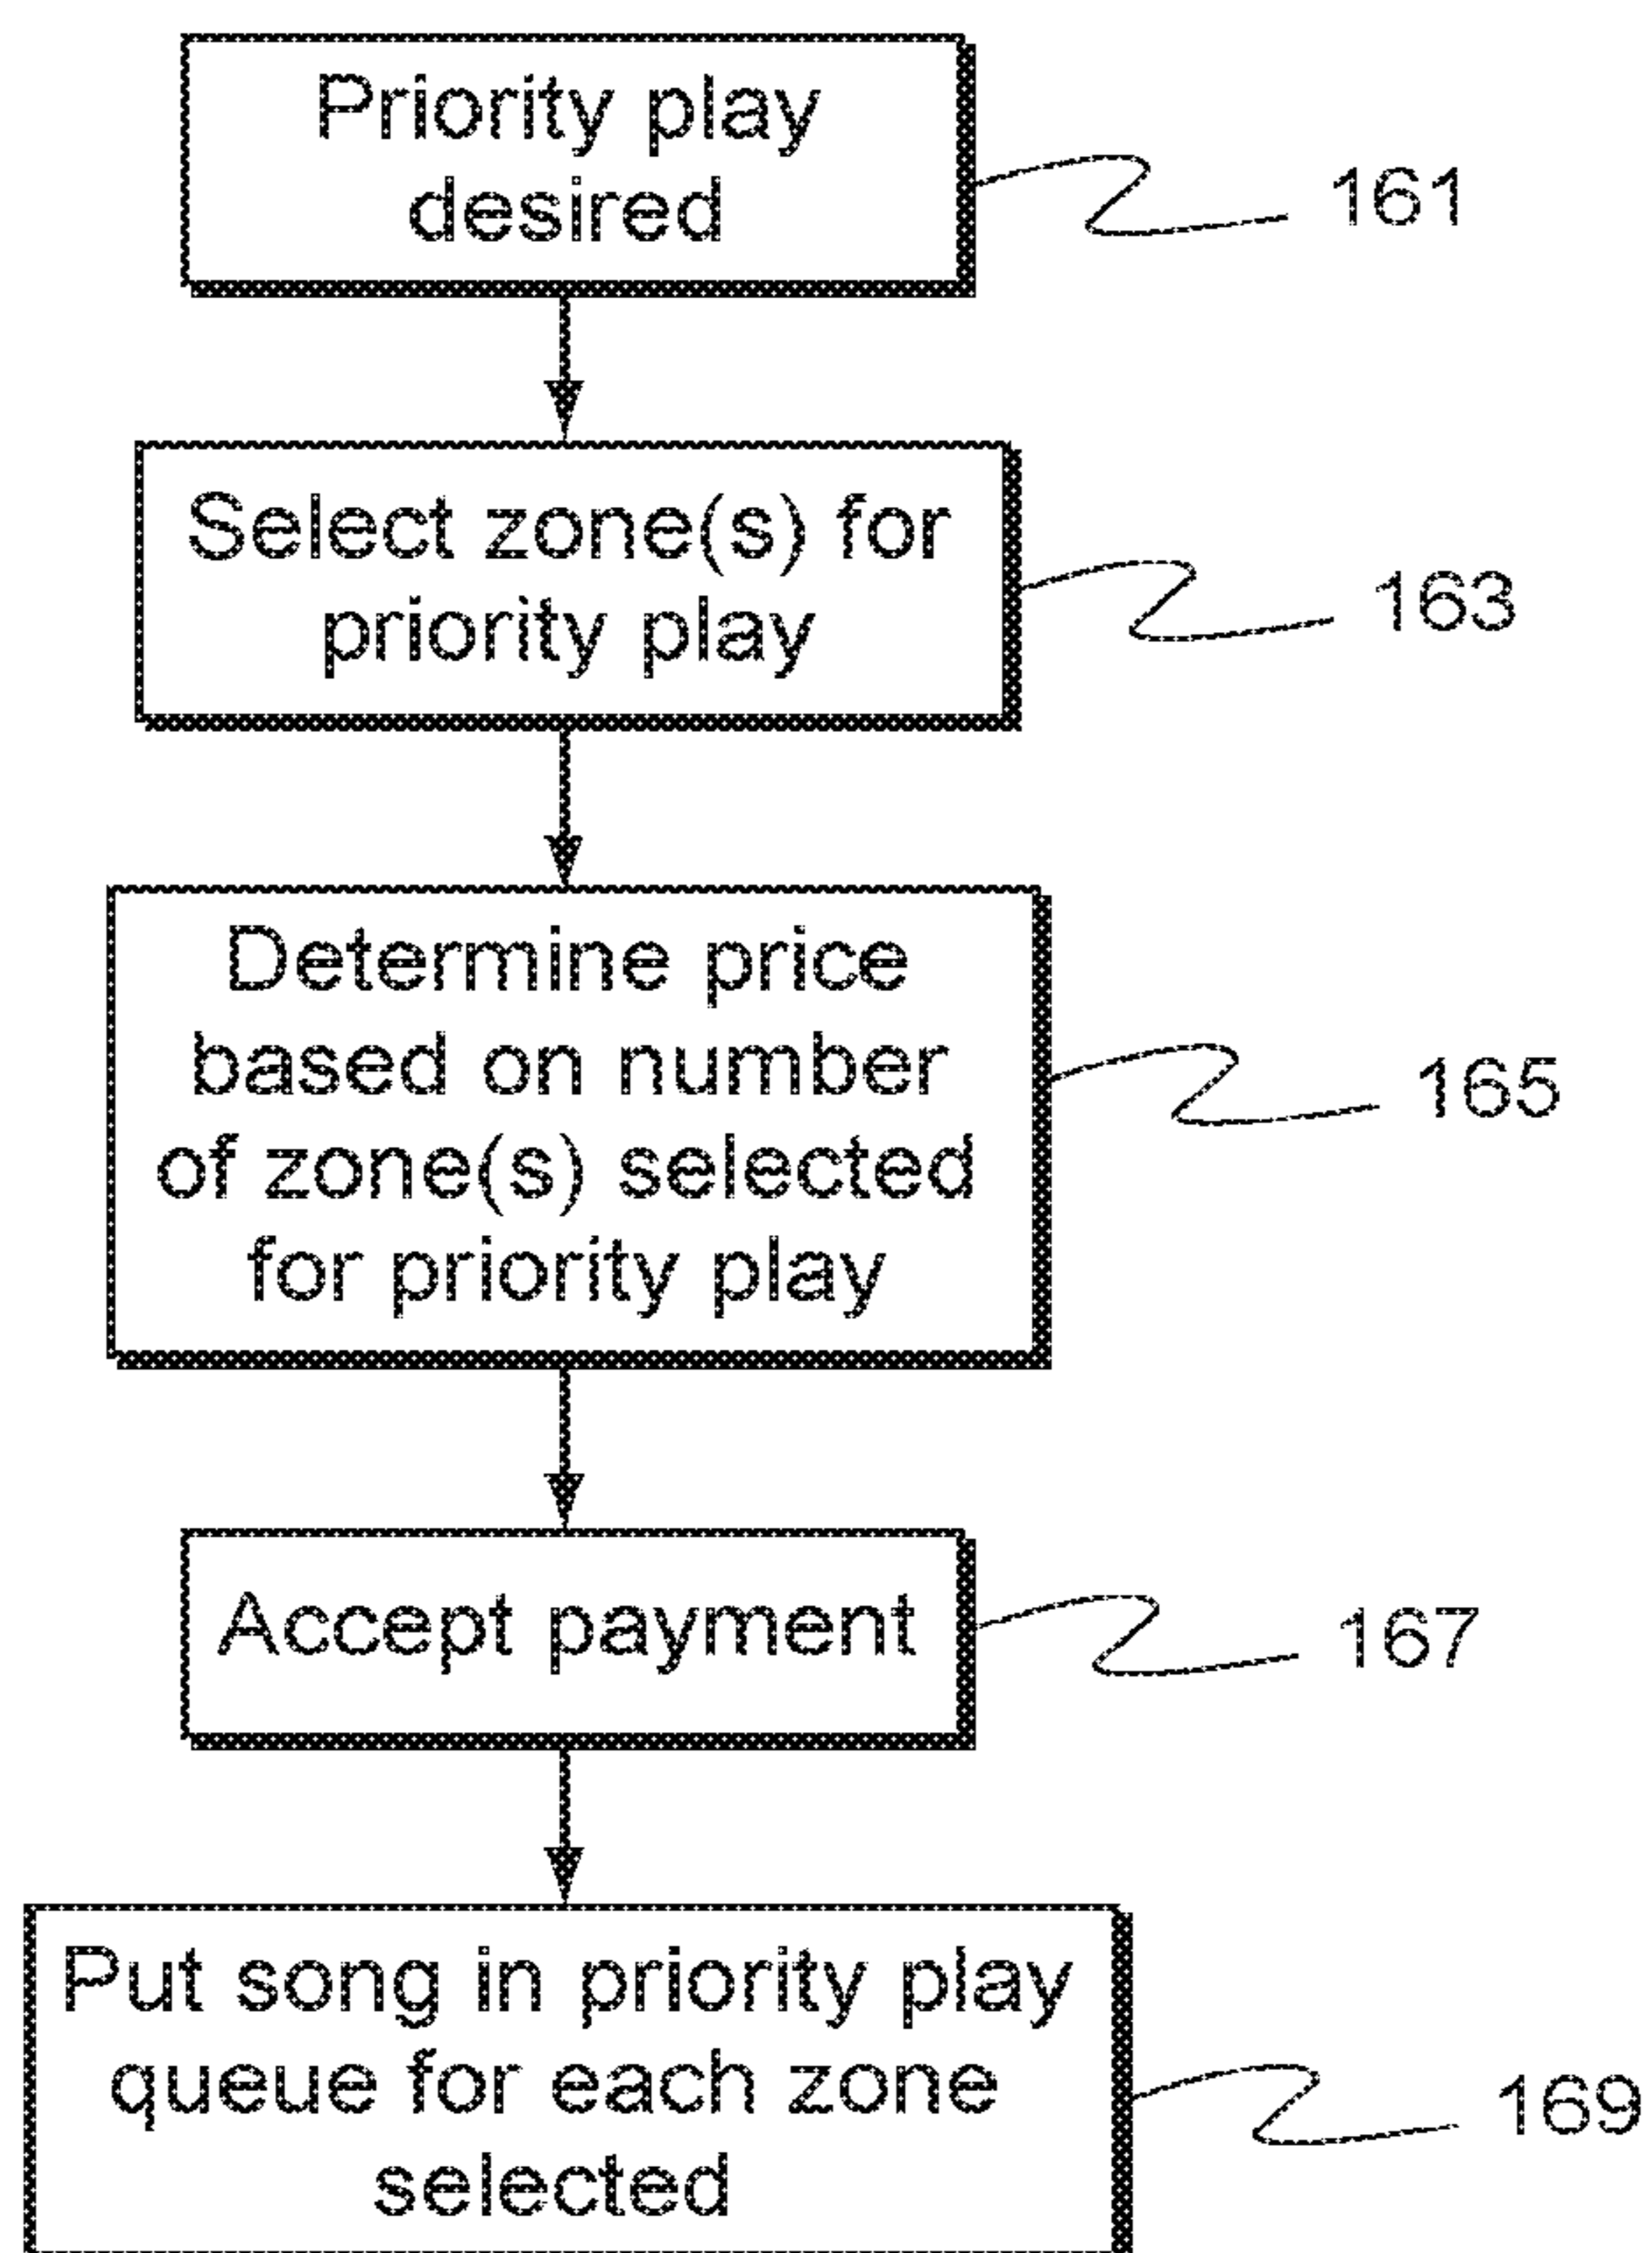 Priority play
desired
161
Select zone(s) for
priority play
163
Determine price
based on number
of zone(s) selected
for priority play
165
Accept payment
167
Put song in priority play
queue for each zone
selected
169